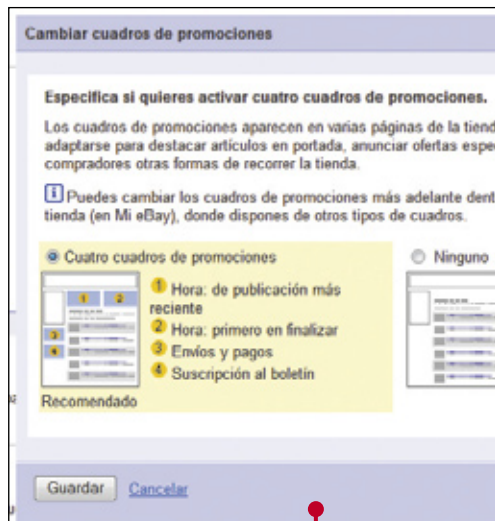 Cambiar cuadros de promociones
Especifica si quieres activar cuatro cuadros de promociones.
Los cuadros de promociones aparecen en varias páginas de la
adaptarse para destacar artículos en portada, anunciar ofertas
compradores otras formas de recorrer la tienda.
i Puedes cambiar los cuadros de promociones más adelante
tienda (en Mi eBay), donde dispones de otros tipos de cuadros.
Cuatro cuadros de promociones
Ninguno
1 Hora: de publicación más
reciente
2 Hora: primero en finalizar
3 Envíos y pagos
4 Suscripción al boletín
1 2
3
4
Recomendado
Guardar Cancelar